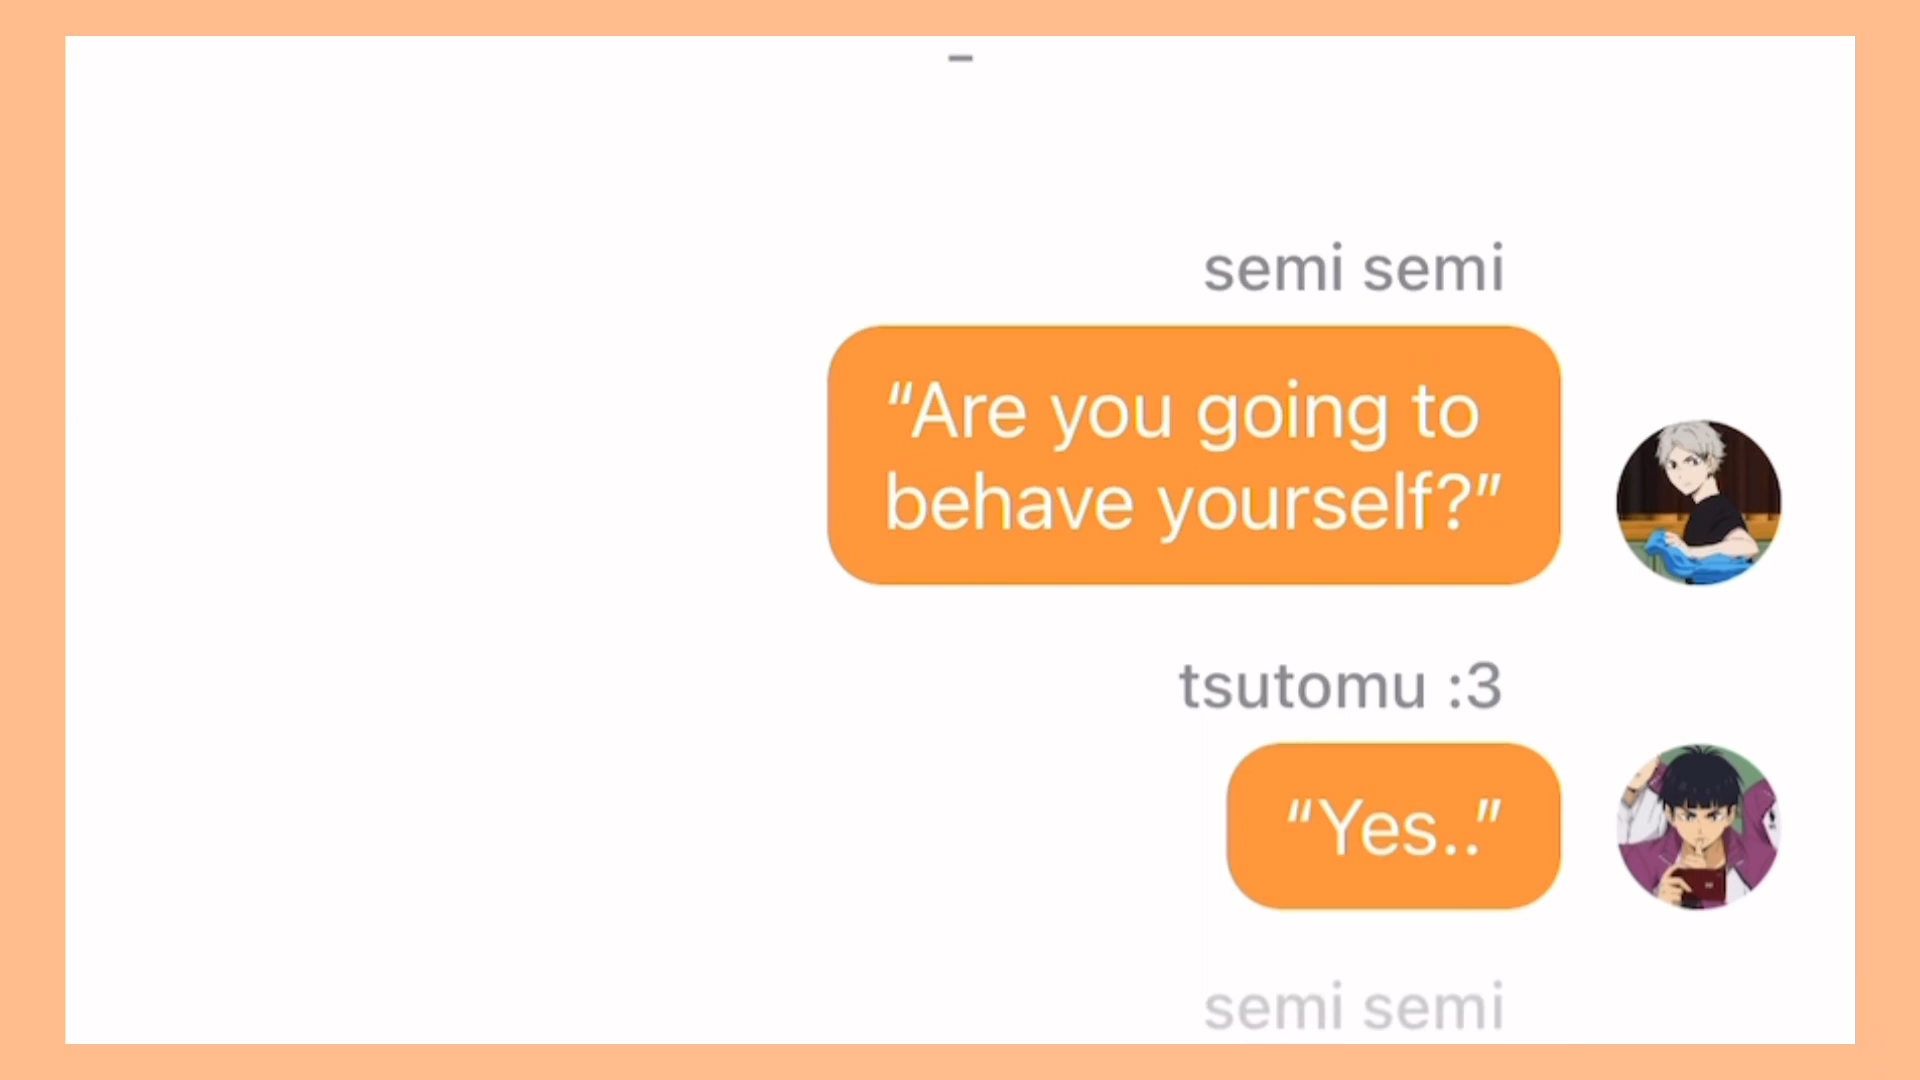 –
semi semi
“Are you going to
behave yourself?”
tsutomu :3
“Yes..”
semi semi